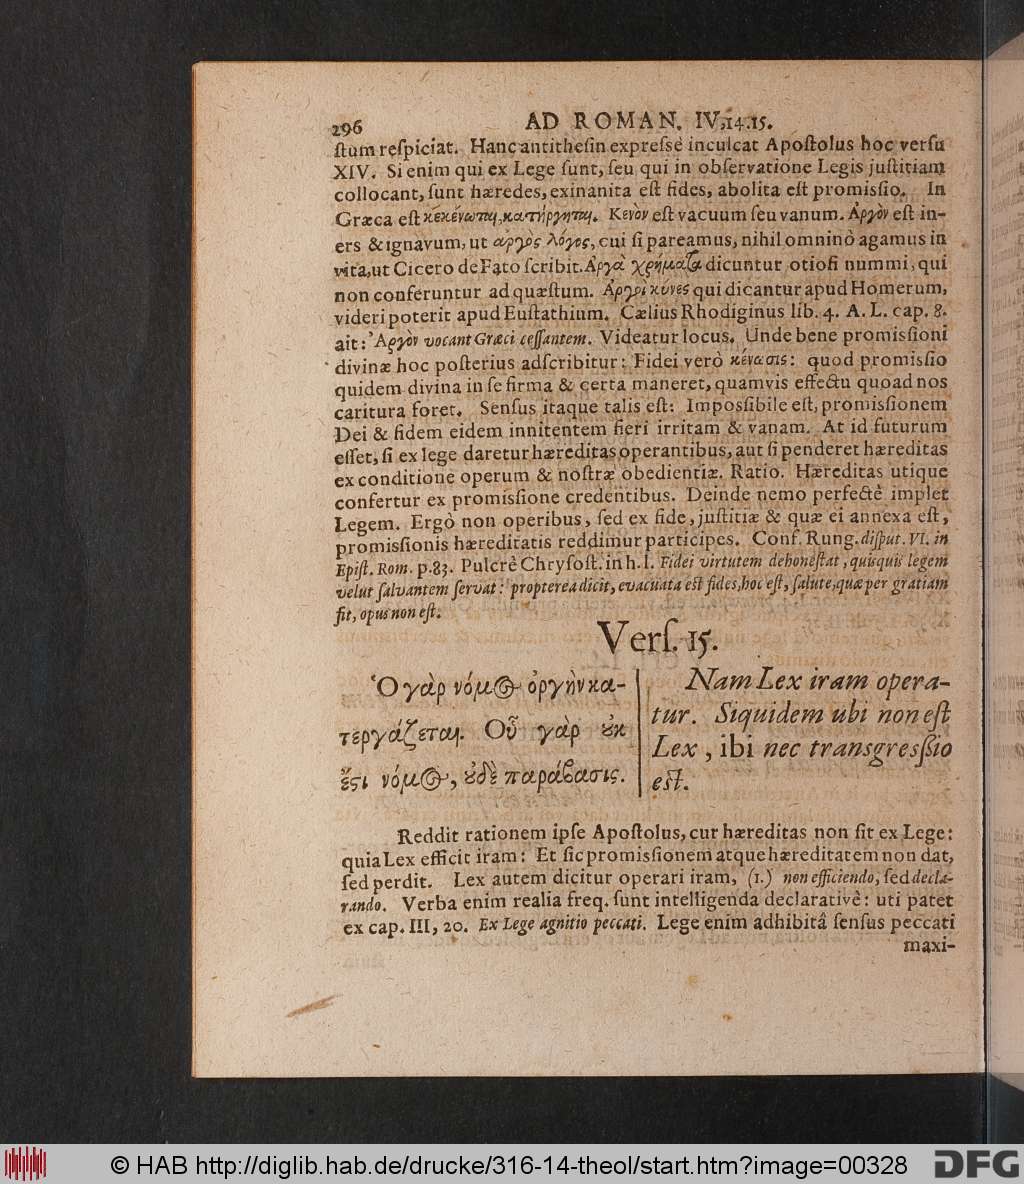 296 AD ROMAN. IV, 14.15.
ſtum reſpiciat. Hanc antitheſin expreſsè inculcat Apoſtolus hoc verſu
XIV. Si enim qui ex Lege ſunt, ſeu qui in obſervatione Legis juſtitiam
collocant, ſunt hæredes, exinanita eſt fides, abolita eſt promiſsio. In
Græca eſt κεκένωται, κατήργηται. Κενὸν eſt vacuum ſeu vanum. Ἀργὸν eſt in-
ers & ignavum, ut ἀργὸς λόγος, cui ſi pareamus, nihil omninò agamus in
vita, ut Cicero de Fato ſcribit. Ἀργὰ χρήματα dicuntur otioſi nummi, qui
non conferuntur ad quæſtum. Ἀργοὶ κύνες qui dicantur apud Homerum,
videri poterit apud Euſtathium. Cælius Rhodiginus lib. 4. A. L. cap. 8.
ait: Ἀργὸν vocant Græci ceſſantem. Videatur locus. Unde bene promiſsioni
divinæ hoc poſterius adſcribitur: Fidei verò κένωσις: quod promiſsio
quidem divina in ſe firma & certa maneret, quamvis effectu quoad nos
caritura foret. Senſus itaque talis eſt: Impoſsibile eſt, promiſsionem
Dei & fidem eidem innitentem fieri irritam & vanam. At id futurum
eſſet, ſi ex lege daretur hæreditas operantibus, aut ſi penderet hæreditas
ex conditione operum & noſtræ obedientiæ. Ratio. Hæreditas utique
confertur ex promiſsione credentibus. Deinde nemo perfectè implet
Legem. Ergò non operibus, ſed ex fide, juſtitiæ & quæ ei annexa eſt,
promiſsionis hæreditatis reddimur participes. Conf. Rung. diſput. VI. in
Epiſt. Rom. p. 83. Pulcrè Chryſoſt. in h. l. Fidei virtutem dehoneſtat, quisquis legem
velut ſalvantem ſervat: propterea dicit, evacuata eſt fides, hoc eſt, ſalute, quæ per gratiam
fit, opus non eſt.
Verſ. 15.
Ὁ γὰρ νόμος ὀργὴν κα-
τεργάζεται. Οὗ γὰρ ȣ̓κ
ἔϛι νόμος, ȣ̓δὲ παράβασις.
Nam Lex iram opera-
tur. Siquidem ubi non eſt
Lex, ibi nec transgreſsio
eſt.
Reddit rationem ipſe Apoſtolus, cur hæreditas non ſit ex Lege:
quia Lex efficit iram: Et ſic promiſsionem atque hæreditatem non dat,
ſed perdit. Lex autem dicitur operari iram, (1.) non efficiendo, ſed decla-
rando. Verba enim realia freq. ſunt intelligenda declarativè: uti patet
ex cap. III, 20. Ex Lege agnitio peccati. Lege enim adhibitâ ſenſus peccati
maxi-
© HAB http://diglib.hab.de/drucke/316-14-theol/start.htm?image=00328 DFG